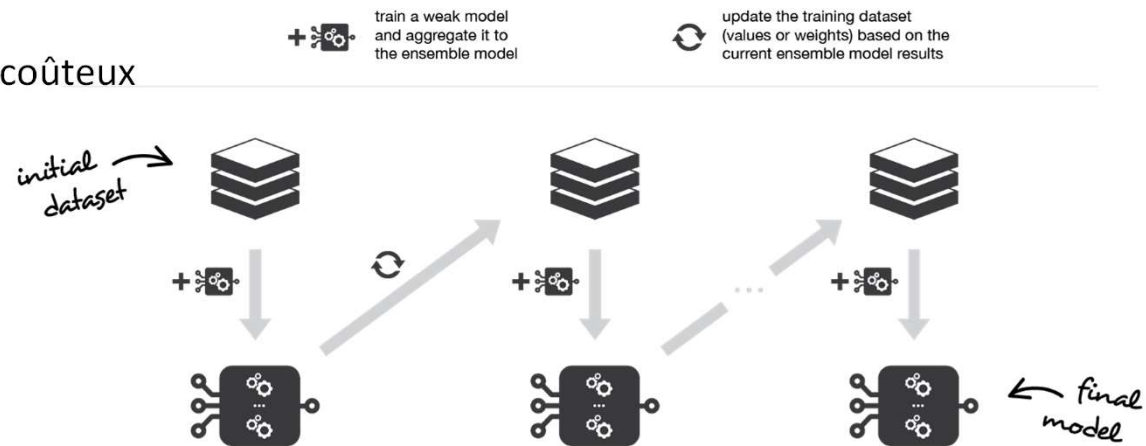 train a weak model
and aggregate it to
the ensemble model
update the training dataset
(values or weights) based on the
current ensemble model results
coûteux
initial
dataset
final
model